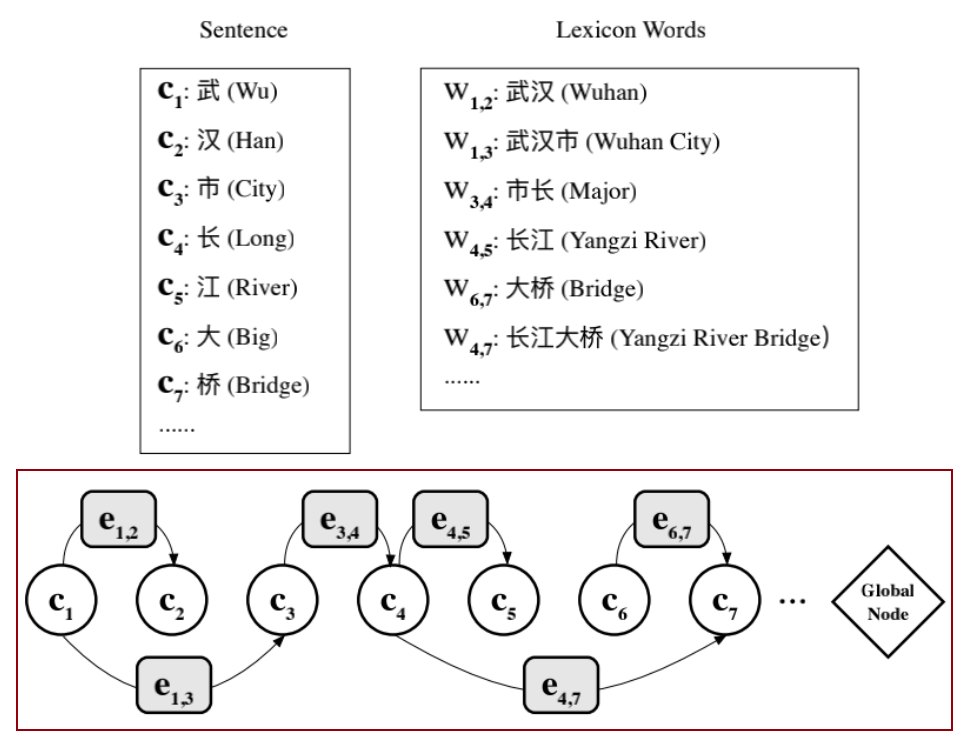 Sentence
Lexicon Words
c1: 武 (Wu)
c2: 汉 (Han)
c3: 市 (City)
c4: 长 (Long)
c5: 江 (River)
c6: 大 (Big)
c7: 桥 (Bridge)
......
w1,2: 武汉 (Wuhan)
w1,3: 武汉市 (Wuhan City)
w3,4: 市长 (Major)
w4,5: 长江 (Yangzi River)
w6,7: 大桥 (Bridge)
w4,7: 长江大桥 (Yangzi River Bridge)
......
e1,2 e3,4 e4,5 e6,7
c1 c2 c3 c4 c5 c6 c7 ... Global
Node
e1,3 e4,7